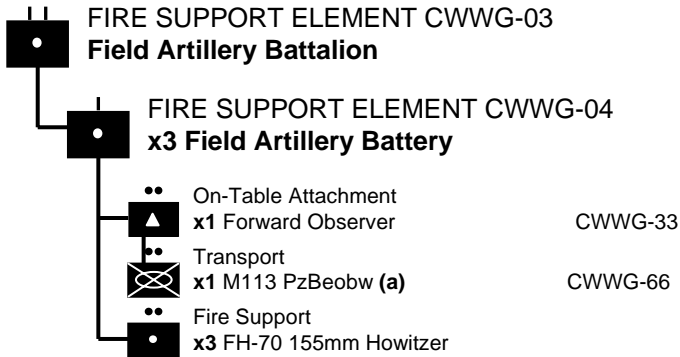 FIRE SUPPORT ELEMENT CWWG-03
Field Artillery Battalion
FIRE SUPPORT ELEMENT CWWG-04
x3 Field Artillery Battery
On-Table Attachment
x1 Forward Observer CWWG-33
Transport
x1 M113 PzBeobw (a) CWWG-66
Fire Support
x3 FH-70 155mm Howitzer